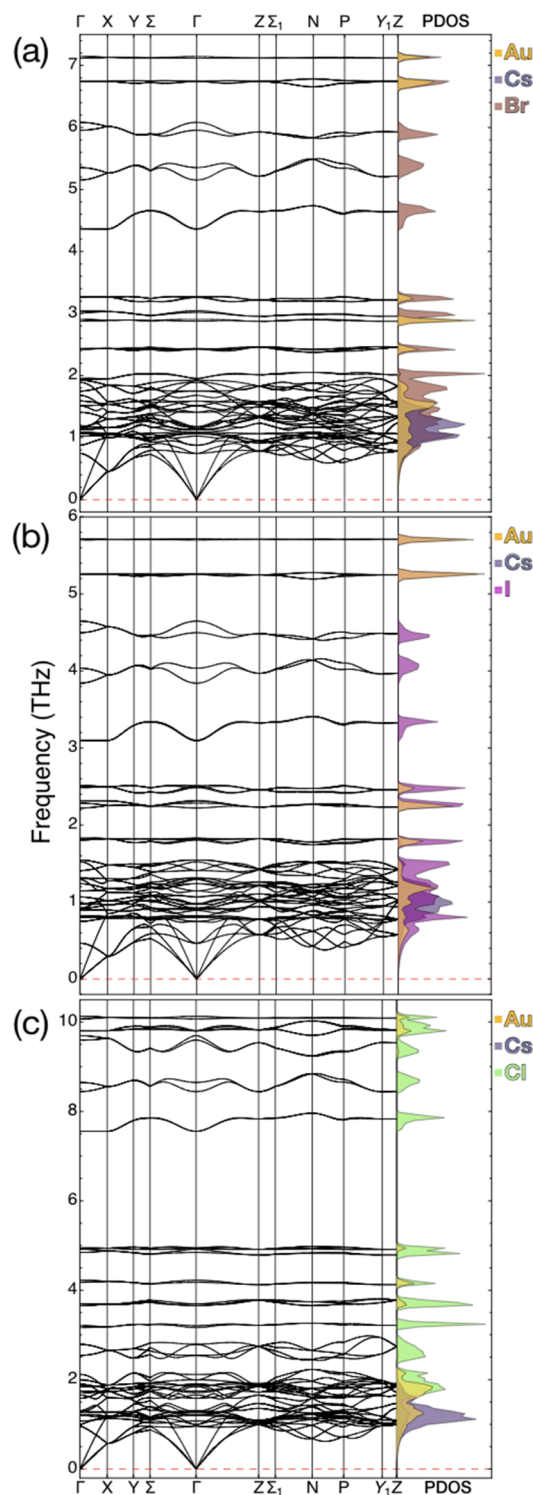 Γ X Y Σ Γ Z Σ₁ N P Y₁ Z PDOS
(a)
7
6
5
4
3
2
1
0
Au
Cs
Br
(b)
6
5
4
3
2
1
0
Au
Cs
I
Frequency (THz)
(c)
10
8
6
4
2
0
Au
Cs
Cl
Γ X Y Σ Γ Z Σ₁ N P Y₁ Z PDOS